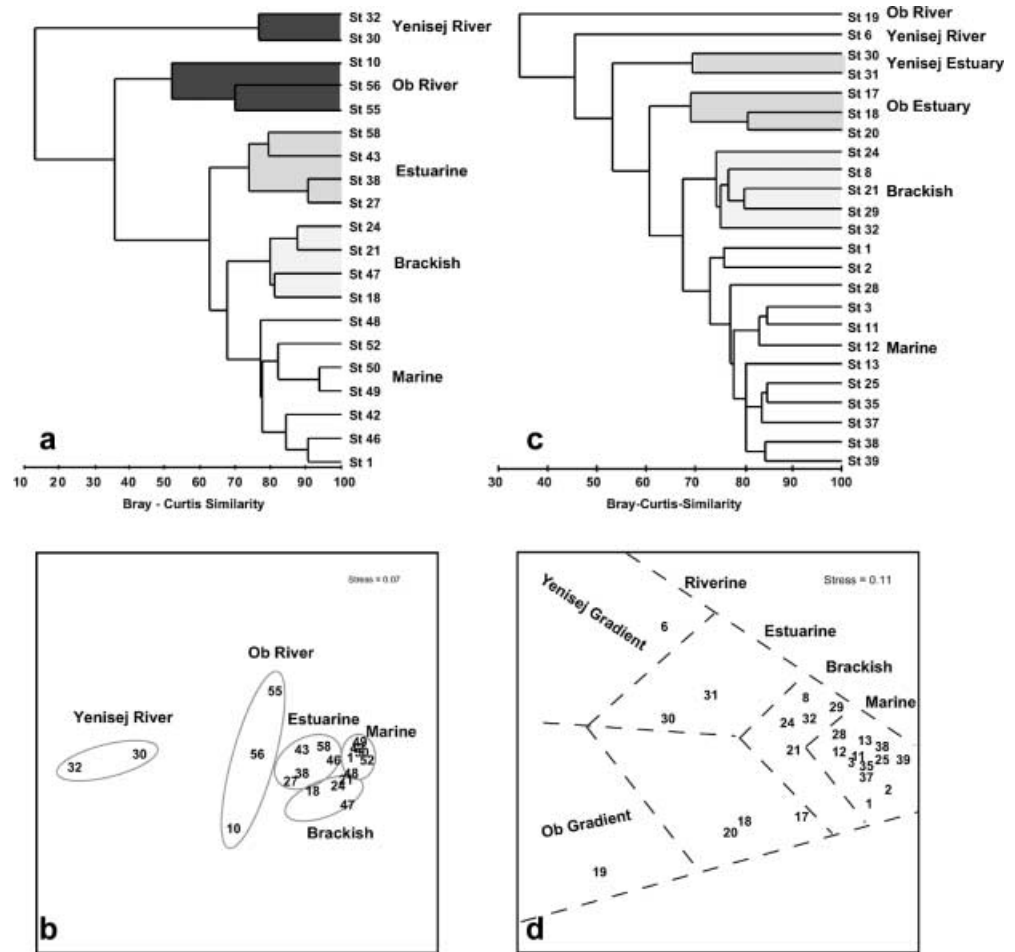 St 32
Yenisej River
St 30
St 10
St 56
Ob River
St 55
St 58
St 43
Estuarine
St 38
St 27
St 24
St 21
Brackish
St 47
St 18
St 48
St 52
St 50
Marine
St 49
St 42
St 46
St 1
a
10 20 30 40 50 60 70 80 90 100
Bray - Curtis Similarity
St 19
Ob River
St 6
Yenisej River
St 30
Yenisej Estuary
St 31
St 17
Ob Estuary
St 18
St 20
St 24
St 8
St 21
Brackish
St 29
St 32
St 1
St 2
St 28
St 3
St 11
St 12
Marine
St 13
St 25
St 35
St 37
St 38
St 39
c
30 40 50 60 70 80 90 100
Bray-Curtis-Similarity
Stress = 0.07
Ob River
55
Yenisej River
Estuarine
Marine
32
30
56
43
58
46
49
1
52
38
27
48
18
24
21
47
10
Brackish
b
Stress = 0.11
Riverine
Yenisej Gradient
6
Estuarine
Brackish
31
8
Marine
30
24
32
29
28
21
12
13
38
3
11
25
39
35
37
2
1
Ob Gradient
18
17
20
19
d